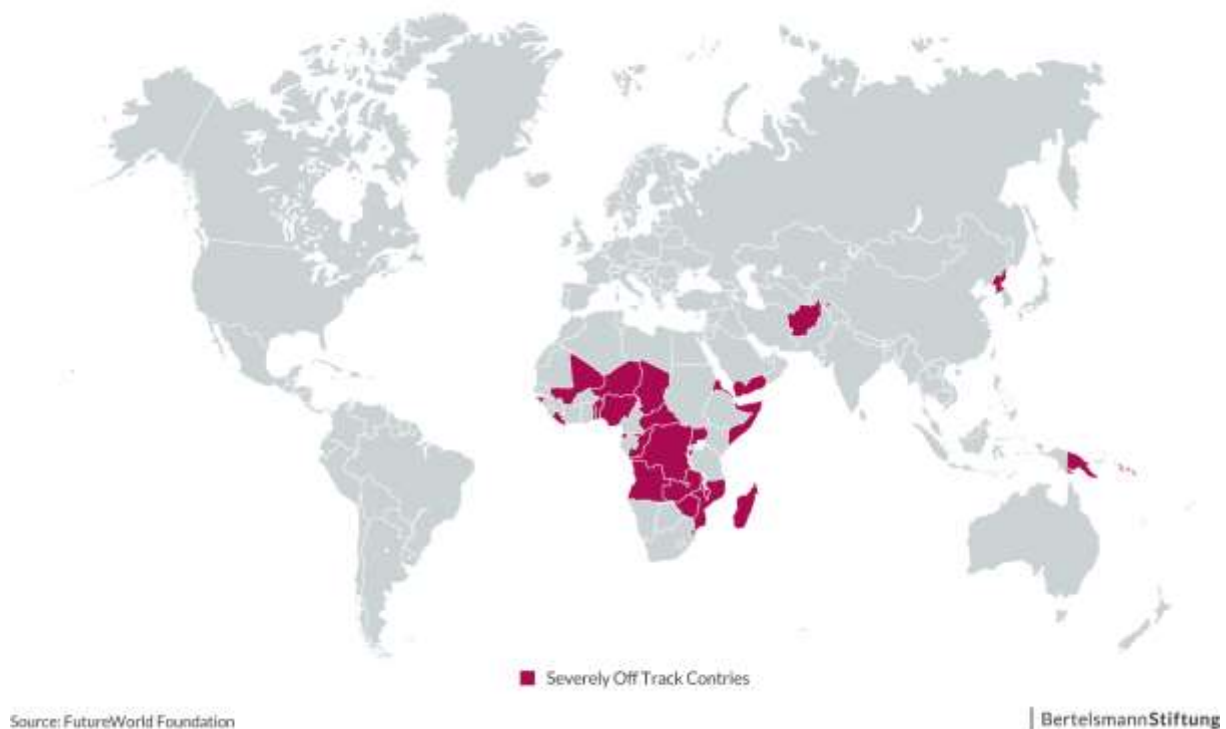 Severely Off Track Contries
Source: FutureWorld Foundation
BertelsmannStiftung